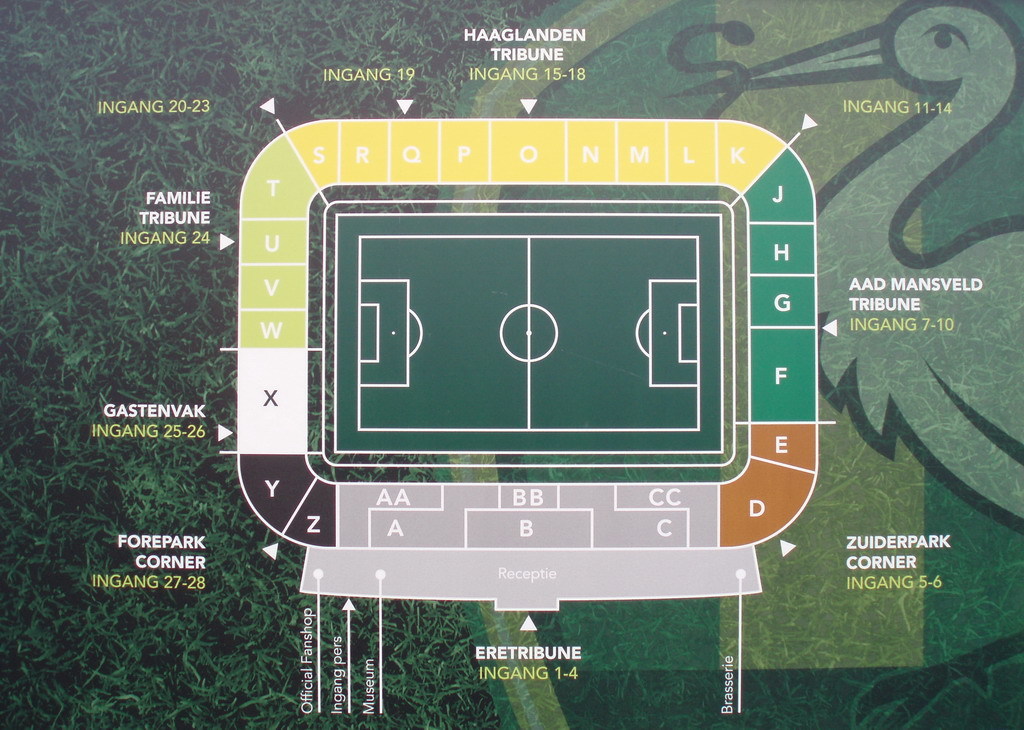 HAAGLANDEN
TRIBUNE
INGANG 15-18
INGANG 19
INGANG 20-23
INGANG 11-14
S R Q P O N M L K
T
U
V
W
X
Y
Z
J
H
G
F
E
D
FAMILIE
TRIBUNE
INGANG 24
AAD MANSVELD
TRIBUNE
INGANG 7-10
GASTENVAK
INGANG 25-26
AA BB CC
A B C
FOREPARK
CORNER
INGANG 27-28
ZUIDERPARK
CORNER
INGANG 5-6
Receptie
Official Fanshop
Ingang pers
Museum
Brasserie
ERETRIBUNE
INGANG 1-4